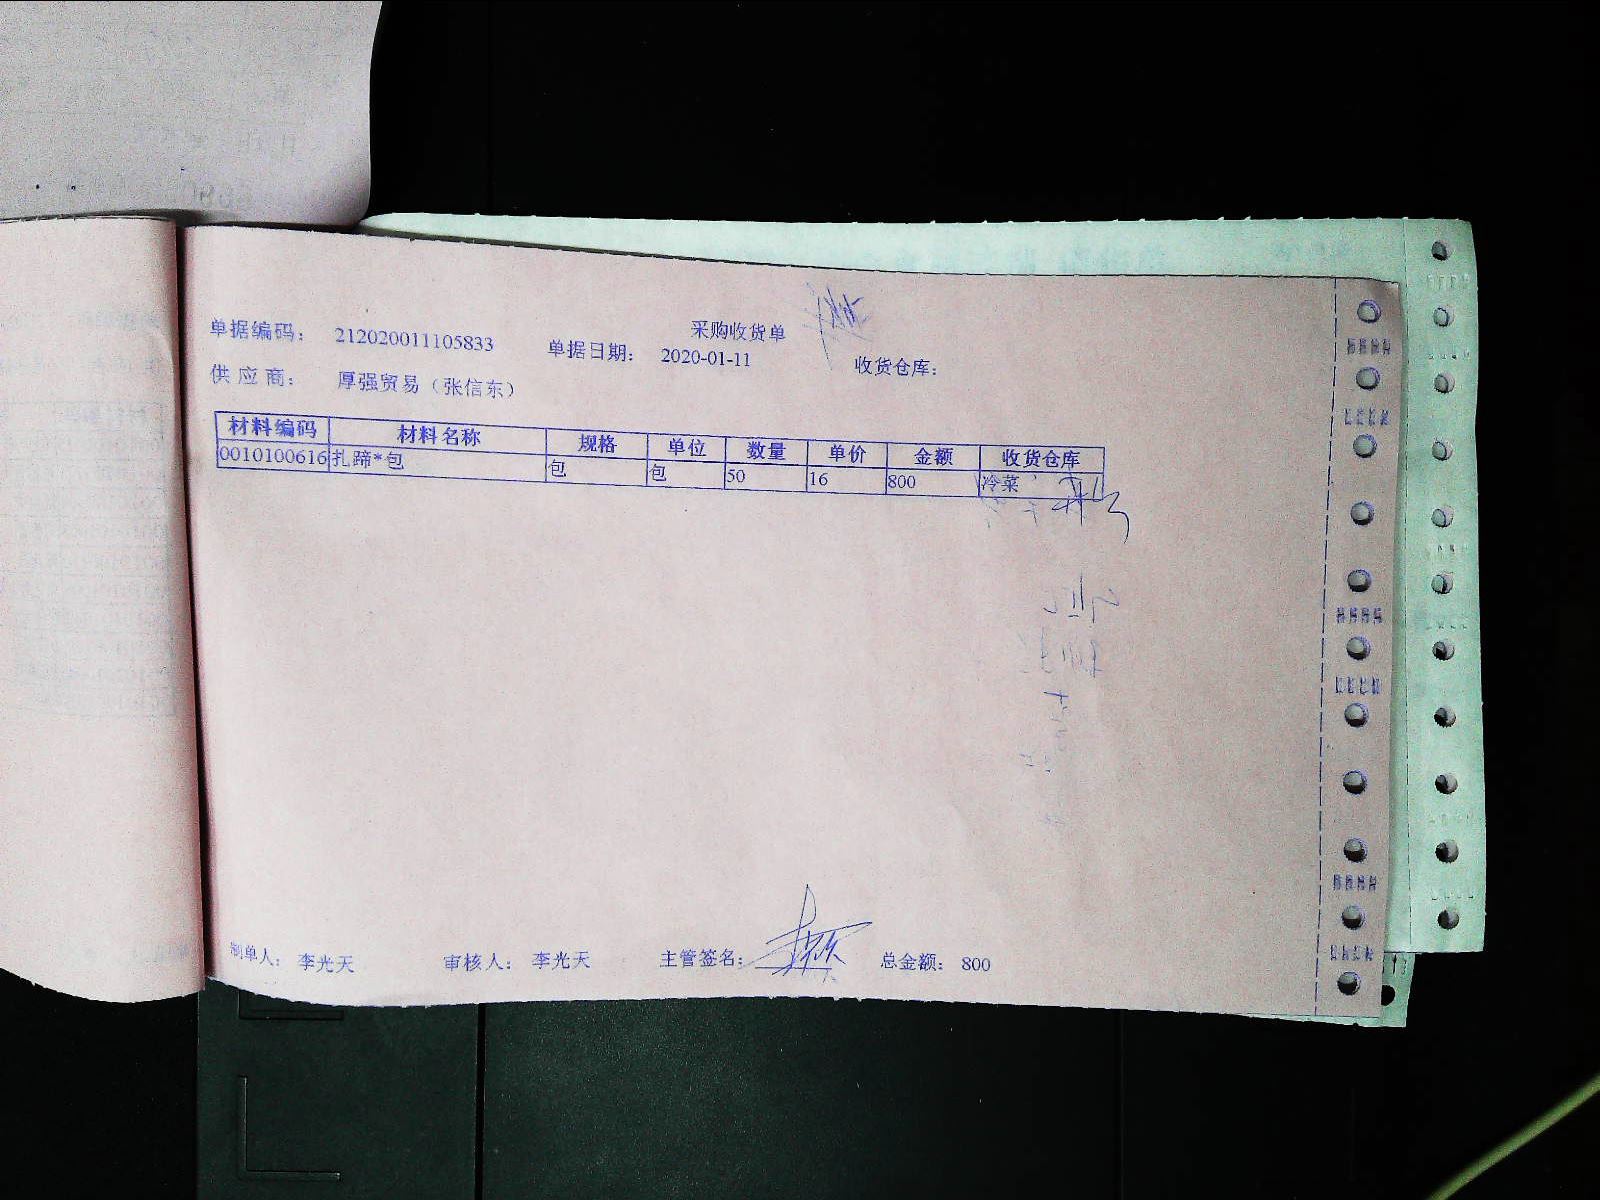 采购收货单
单据编码： 212020011105833 单据日期： 2020-01-11 收货仓库：
供 应 商： 厚强贸易（张信东）
材料编码 材料名称 规格 单位 数量 单价 金额 收货仓库
0010100616 扎蹄*包 包 包 50 16 800 冷菜
制单人： 李光天 审核人： 李光天 主管签名： 总金额： 800